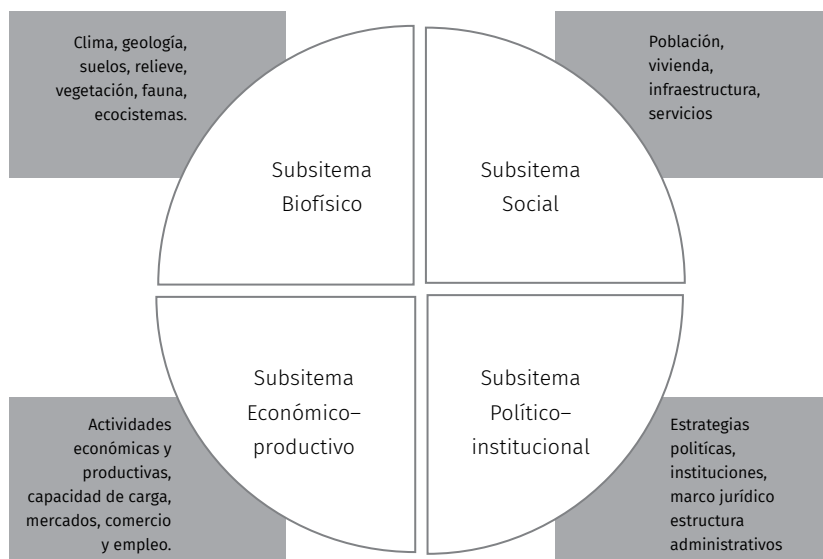 Clima, geología,
suelos, relieve,
vegetación, fauna,
ecocistemas.
Población,
vivienda,
infraestructura,
servicios
Subsitema
Biofísico
Subsitema
Social
Subsitema
Económico–
productivo
Subsitema
Político–
institucional
Actividades
económicas y
productivas,
capacidad de carga,
mercados, comercio
y empleo.
Estrategias
politícas,
instituciones,
marco jurídico
estructura
administrativos